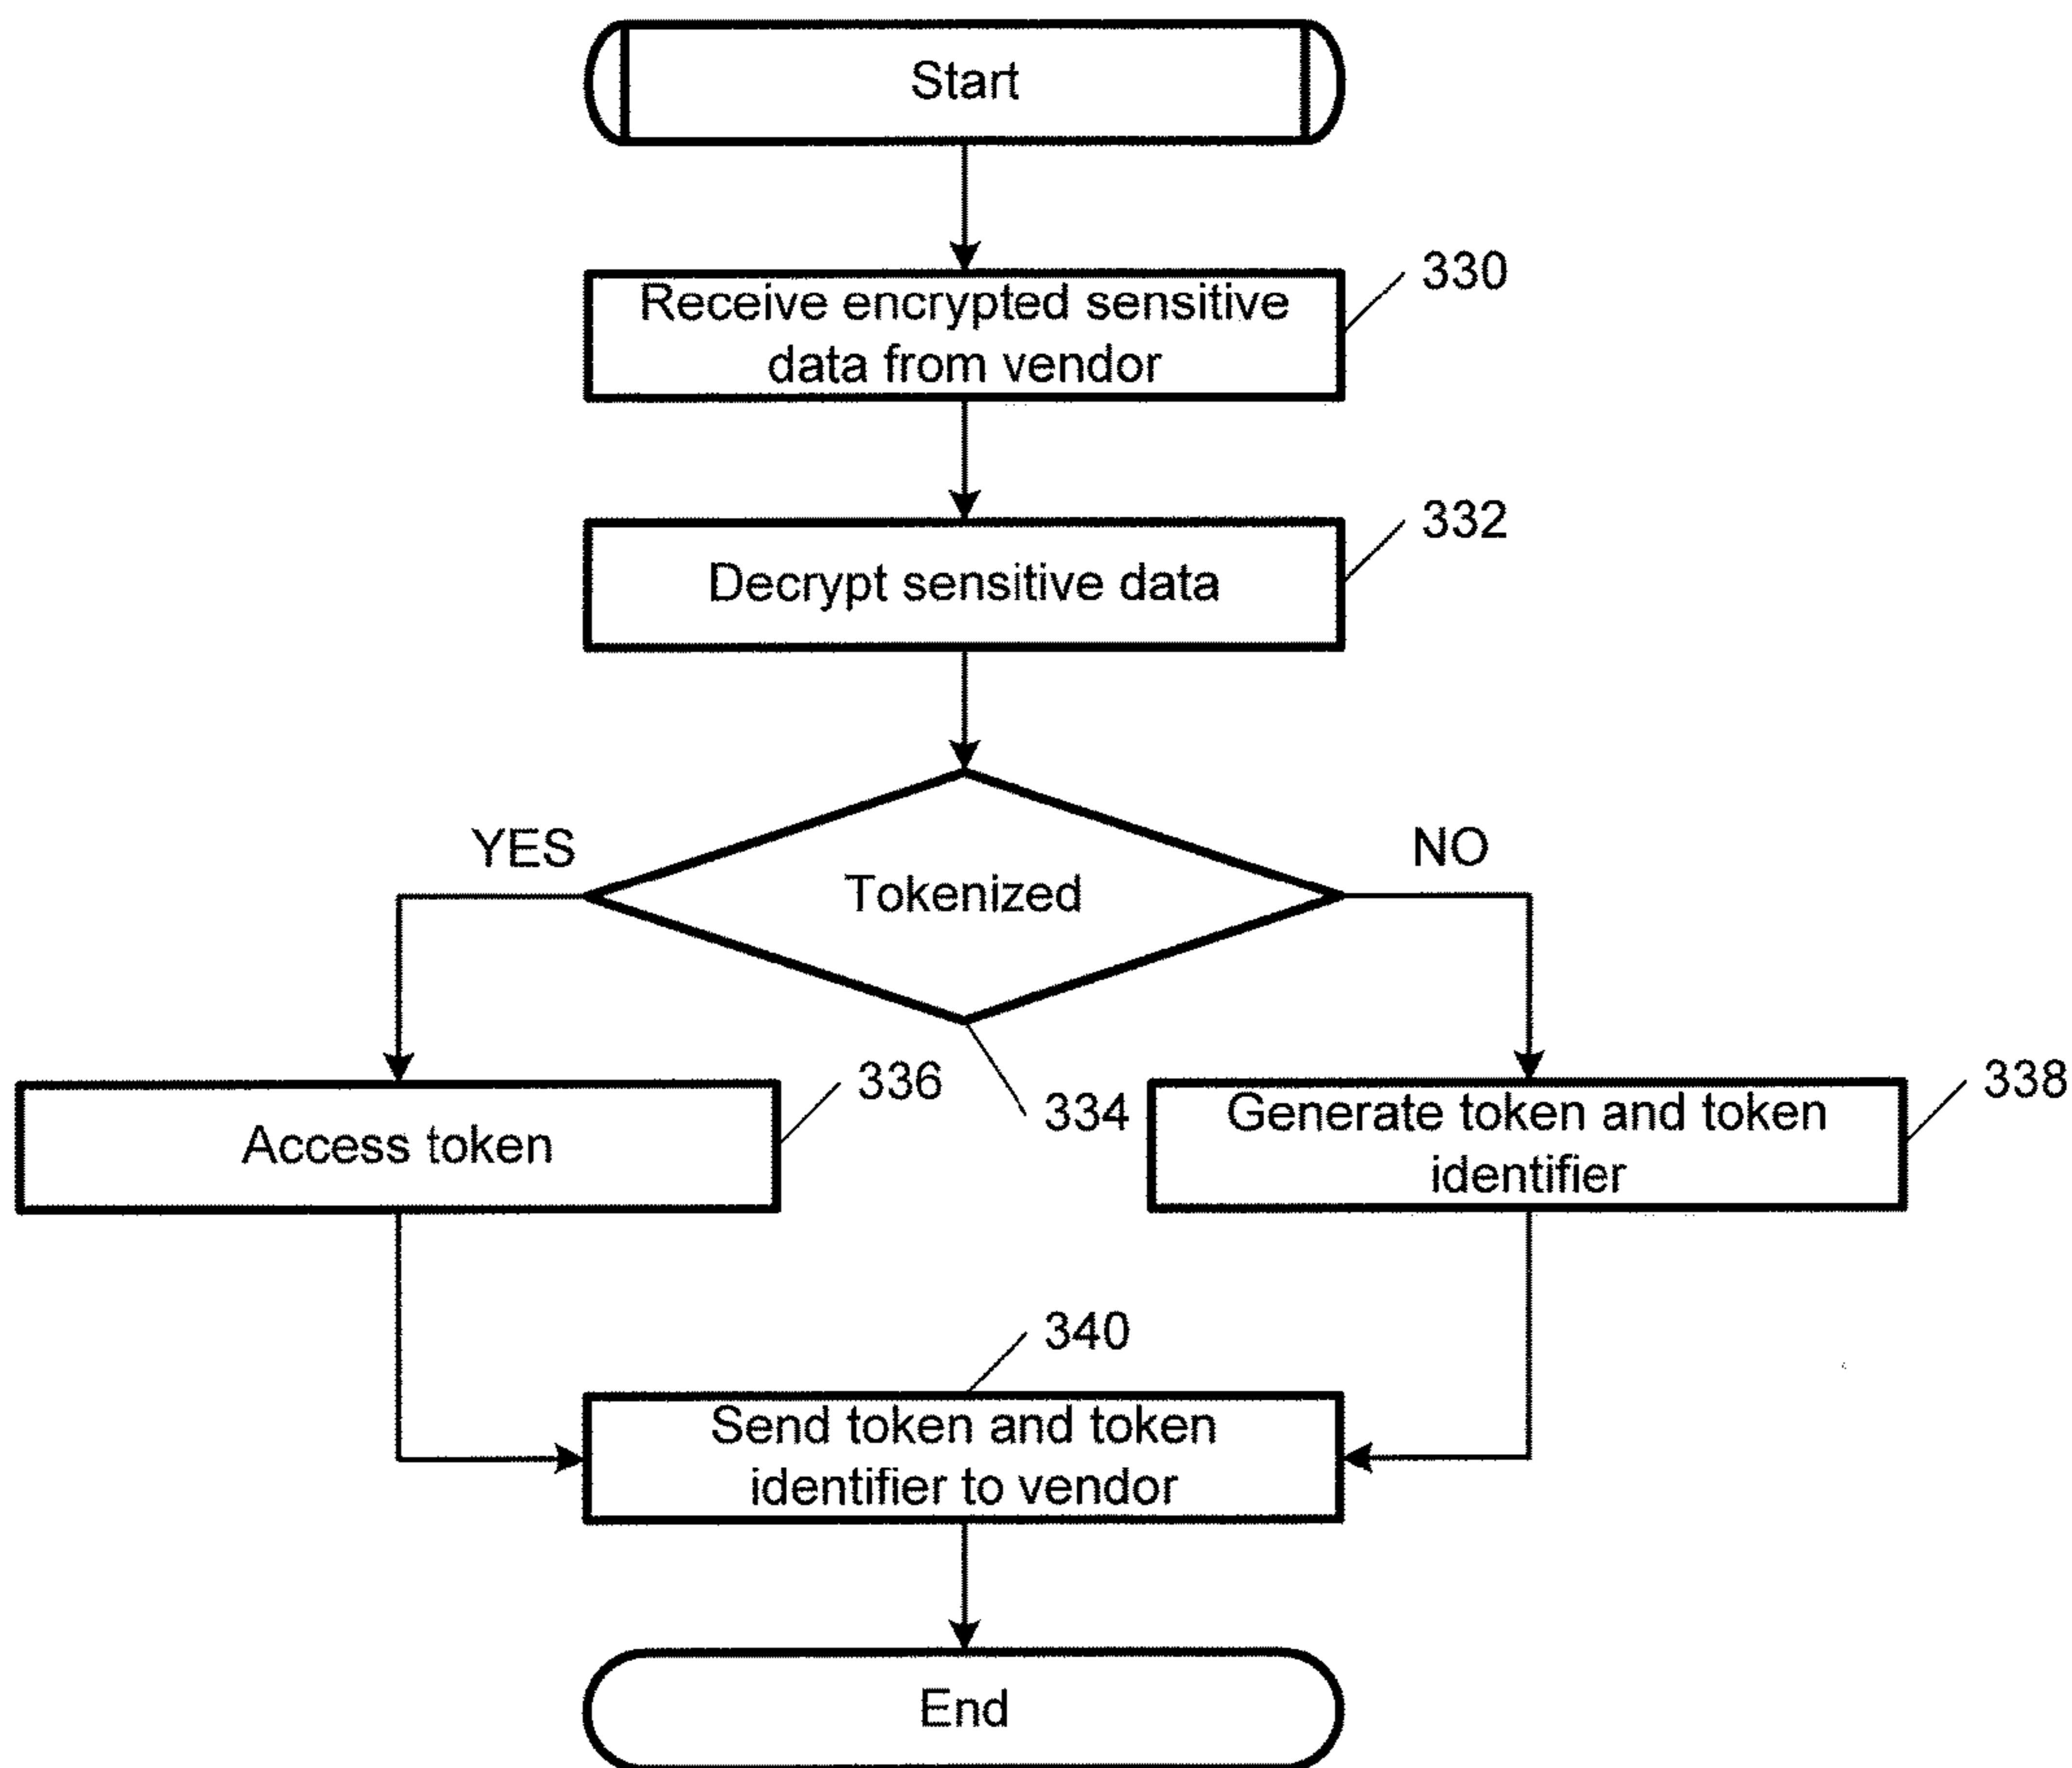 Start
330
Receive encrypted sensitive
data from vendor
332
Decrypt sensitive data
YES
NO
Tokenized
336
334
338
Access token
Generate token and token
identifier
340
Send token and token
identifier to vendor
End